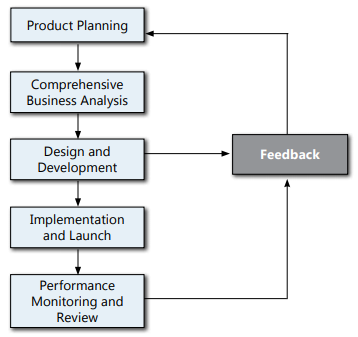 Product Planning
Comprehensive
Business Analysis
Design and
Development
Feedback
Implementation
and Launch
Performance
Monitoring and
Review